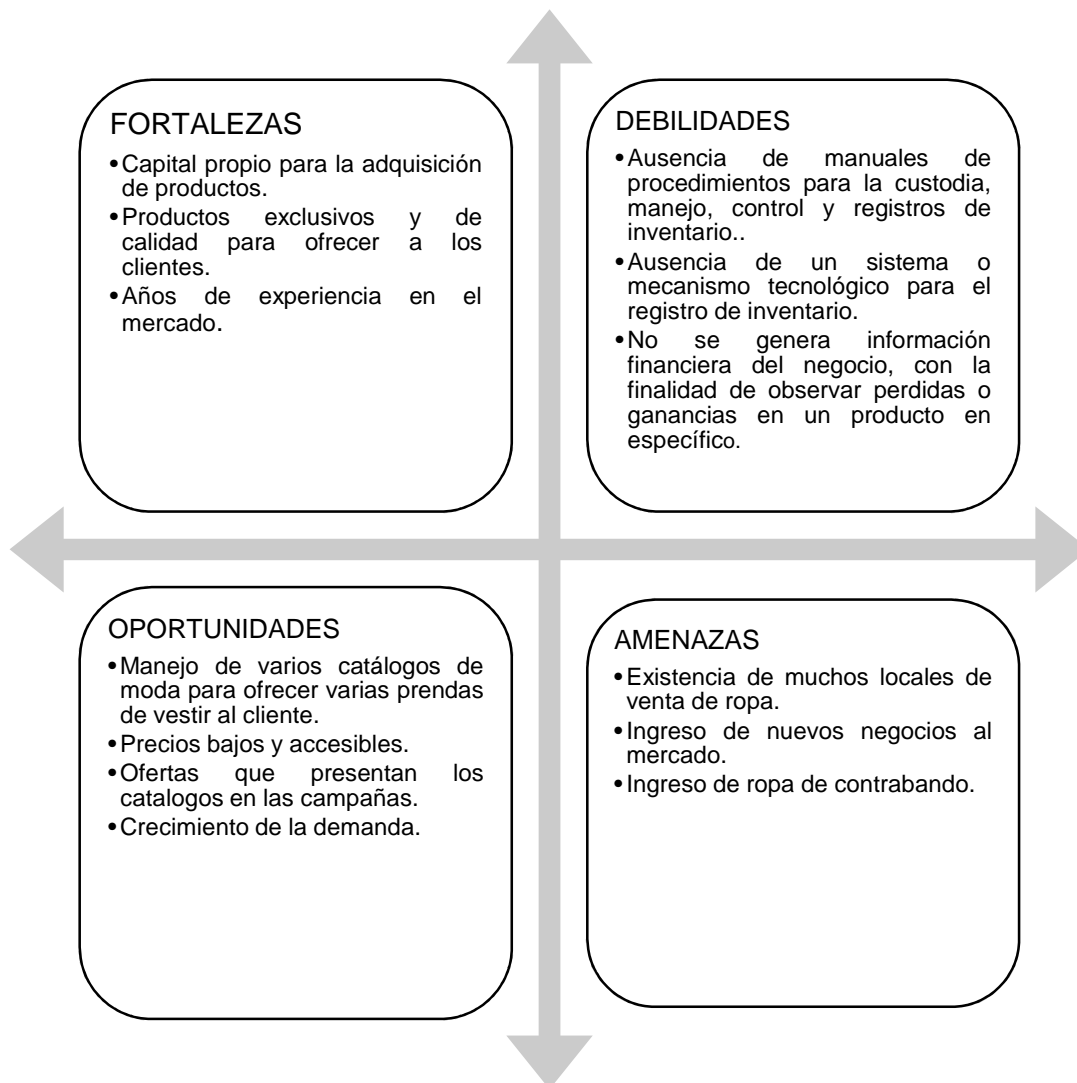 FORTALEZAS
•Capital propio para la adquisición
de productos.
•Productos exclusivos y de
calidad para ofrecer a los
clientes.
•Años de experiencia en el
mercado.
DEBILIDADES
•Ausencia de manuales de
procedimientos para la custodia,
manejo, control y registros de
inventario..
•Ausencia de un sistema o
mecanismo tecnológico para el
registro de inventario.
•No se genera información
financiera del negocio, con la
finalidad de observar perdidas o
ganancias en un producto en
específico.
OPORTUNIDADES
•Manejo de varios catálogos de
moda para ofrecer varias prendas
de vestir al cliente.
•Precios bajos y accesibles.
•Ofertas que presentan los
catalogos en las campañas.
•Crecimiento de la demanda.
AMENAZAS
•Existencia de muchos locales de
venta de ropa.
•Ingreso de nuevos negocios al
mercado.
•Ingreso de ropa de contrabando.